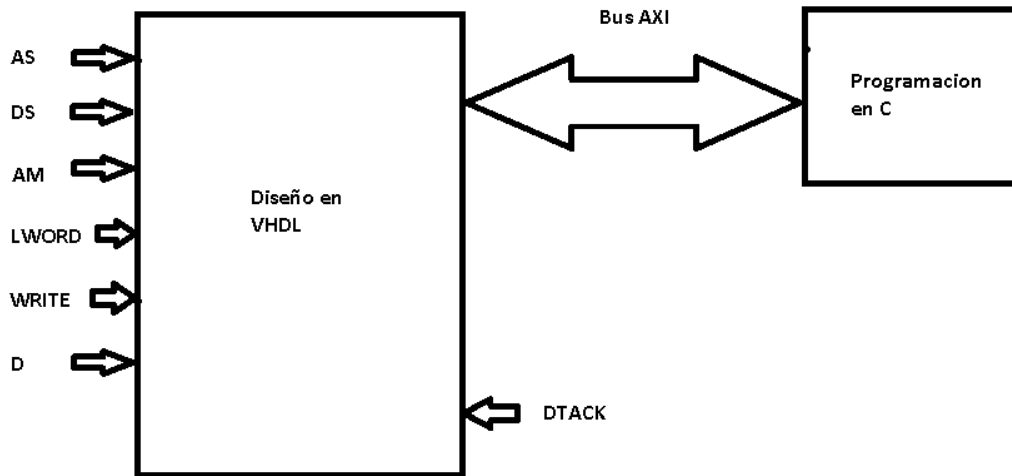 Bus AXI
AS
DS
AM
LWORD
WRITE
D
Diseño en
VHDL
Programacion
en C
DTACK